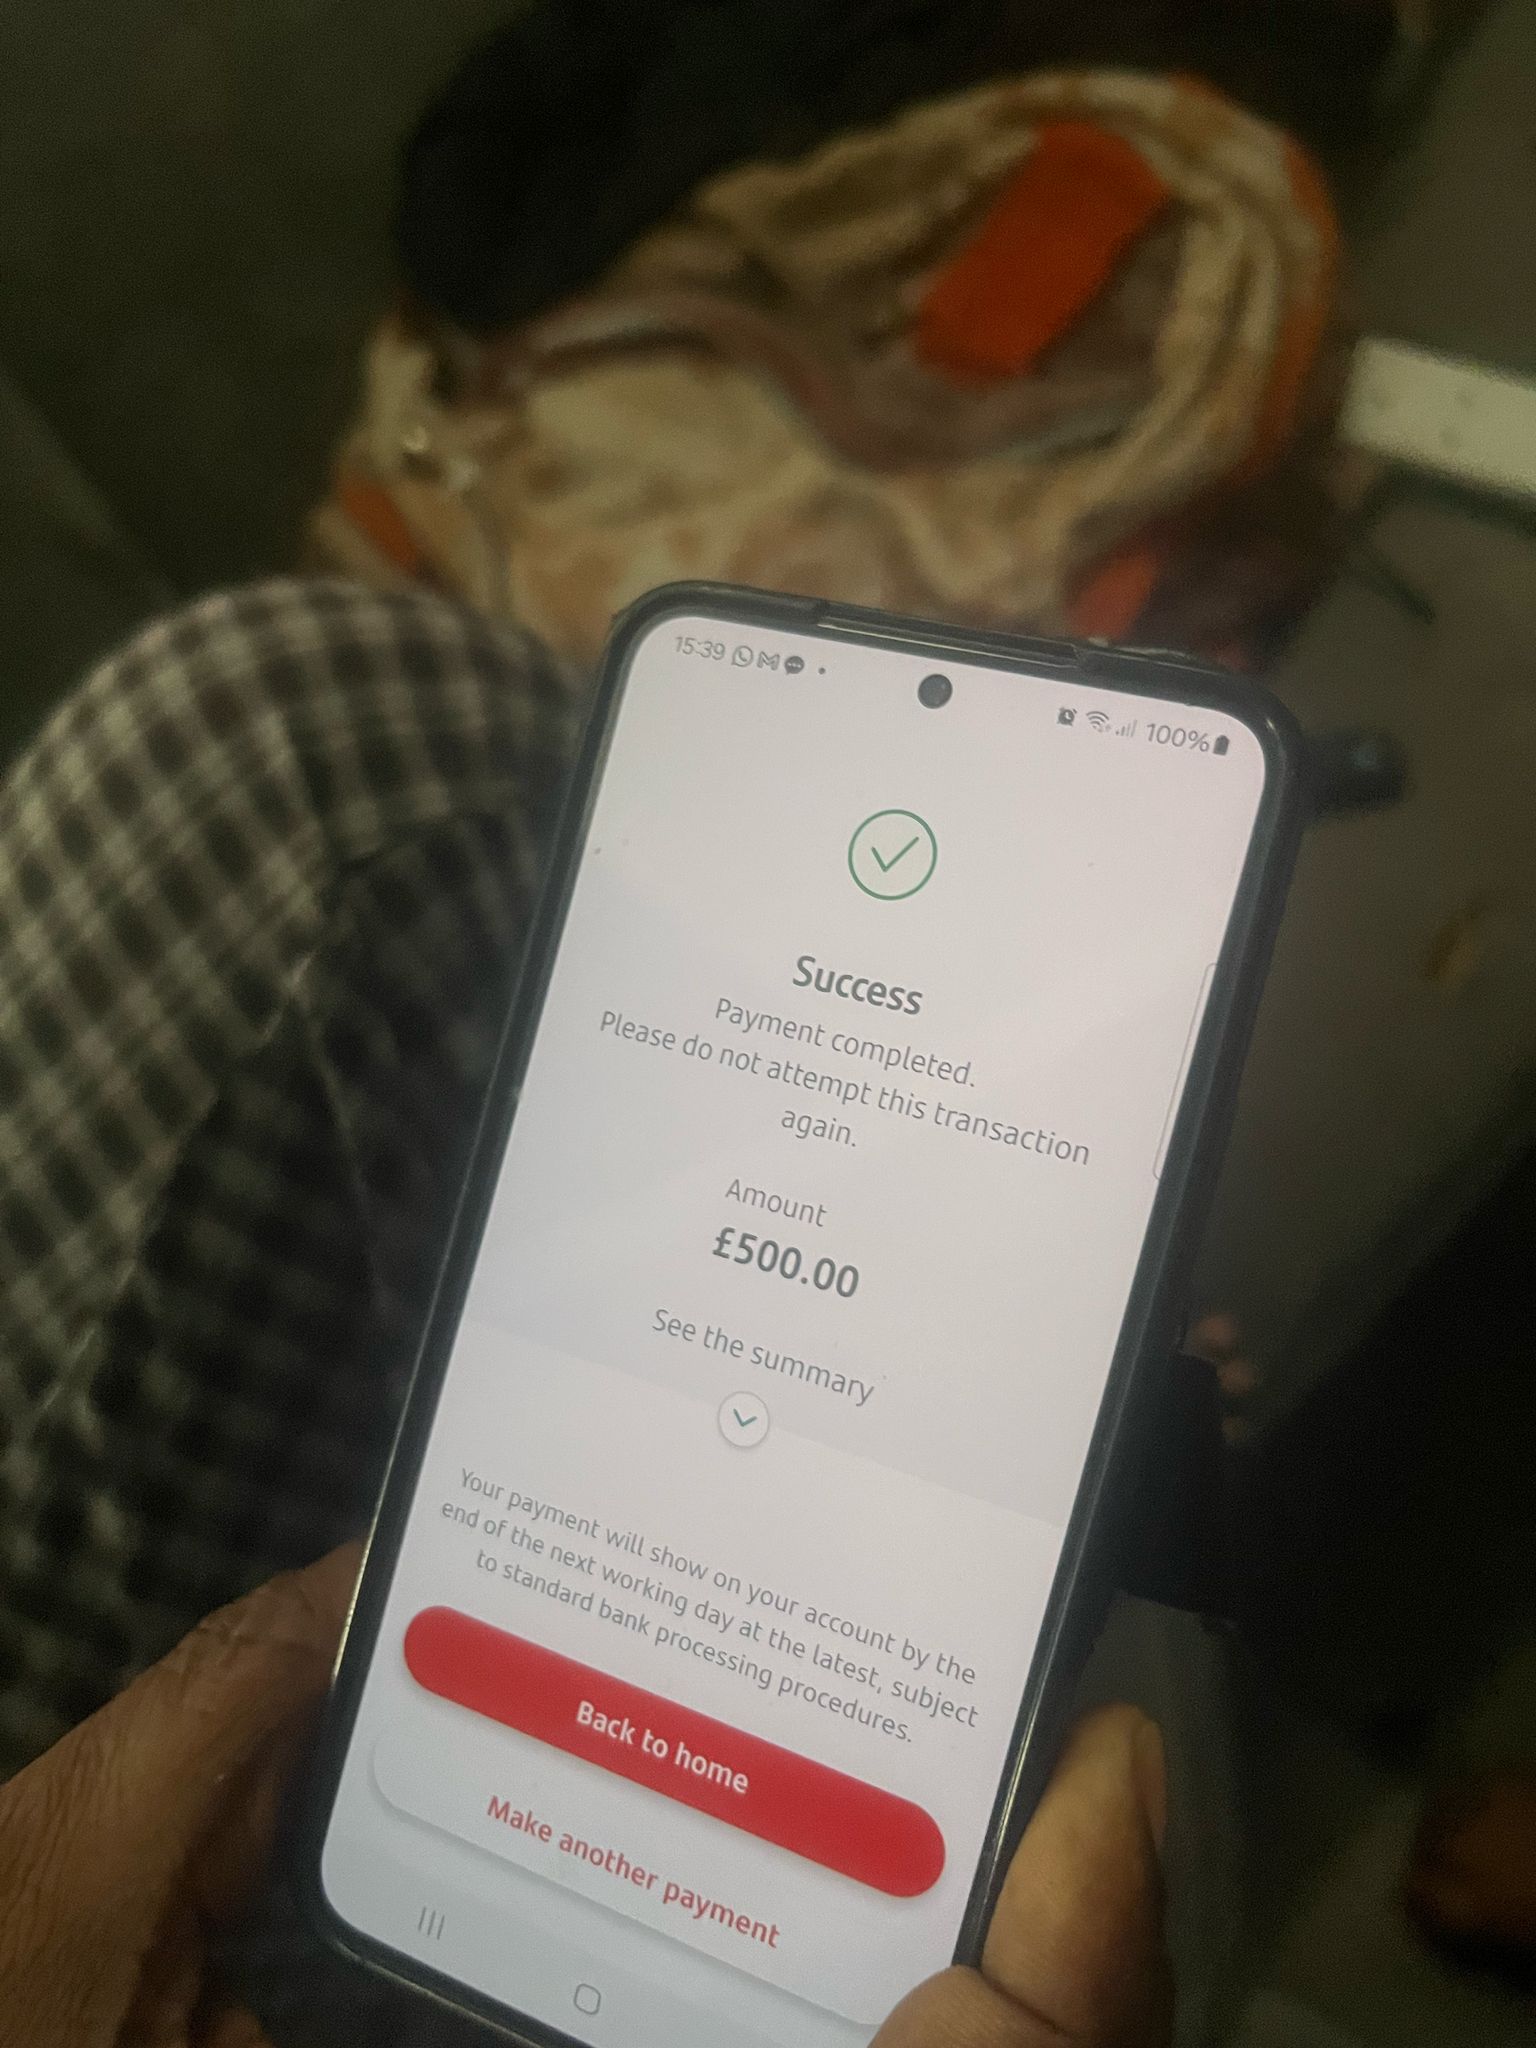 15:39
100%
Success
Payment completed.
Please do not attempt this transaction
again.
Amount
£500.00
See the summary
Your payment will show on your account by the
end of the next working day at the latest, subject
to standard bank processing procedures.
Back to home
Make another payment